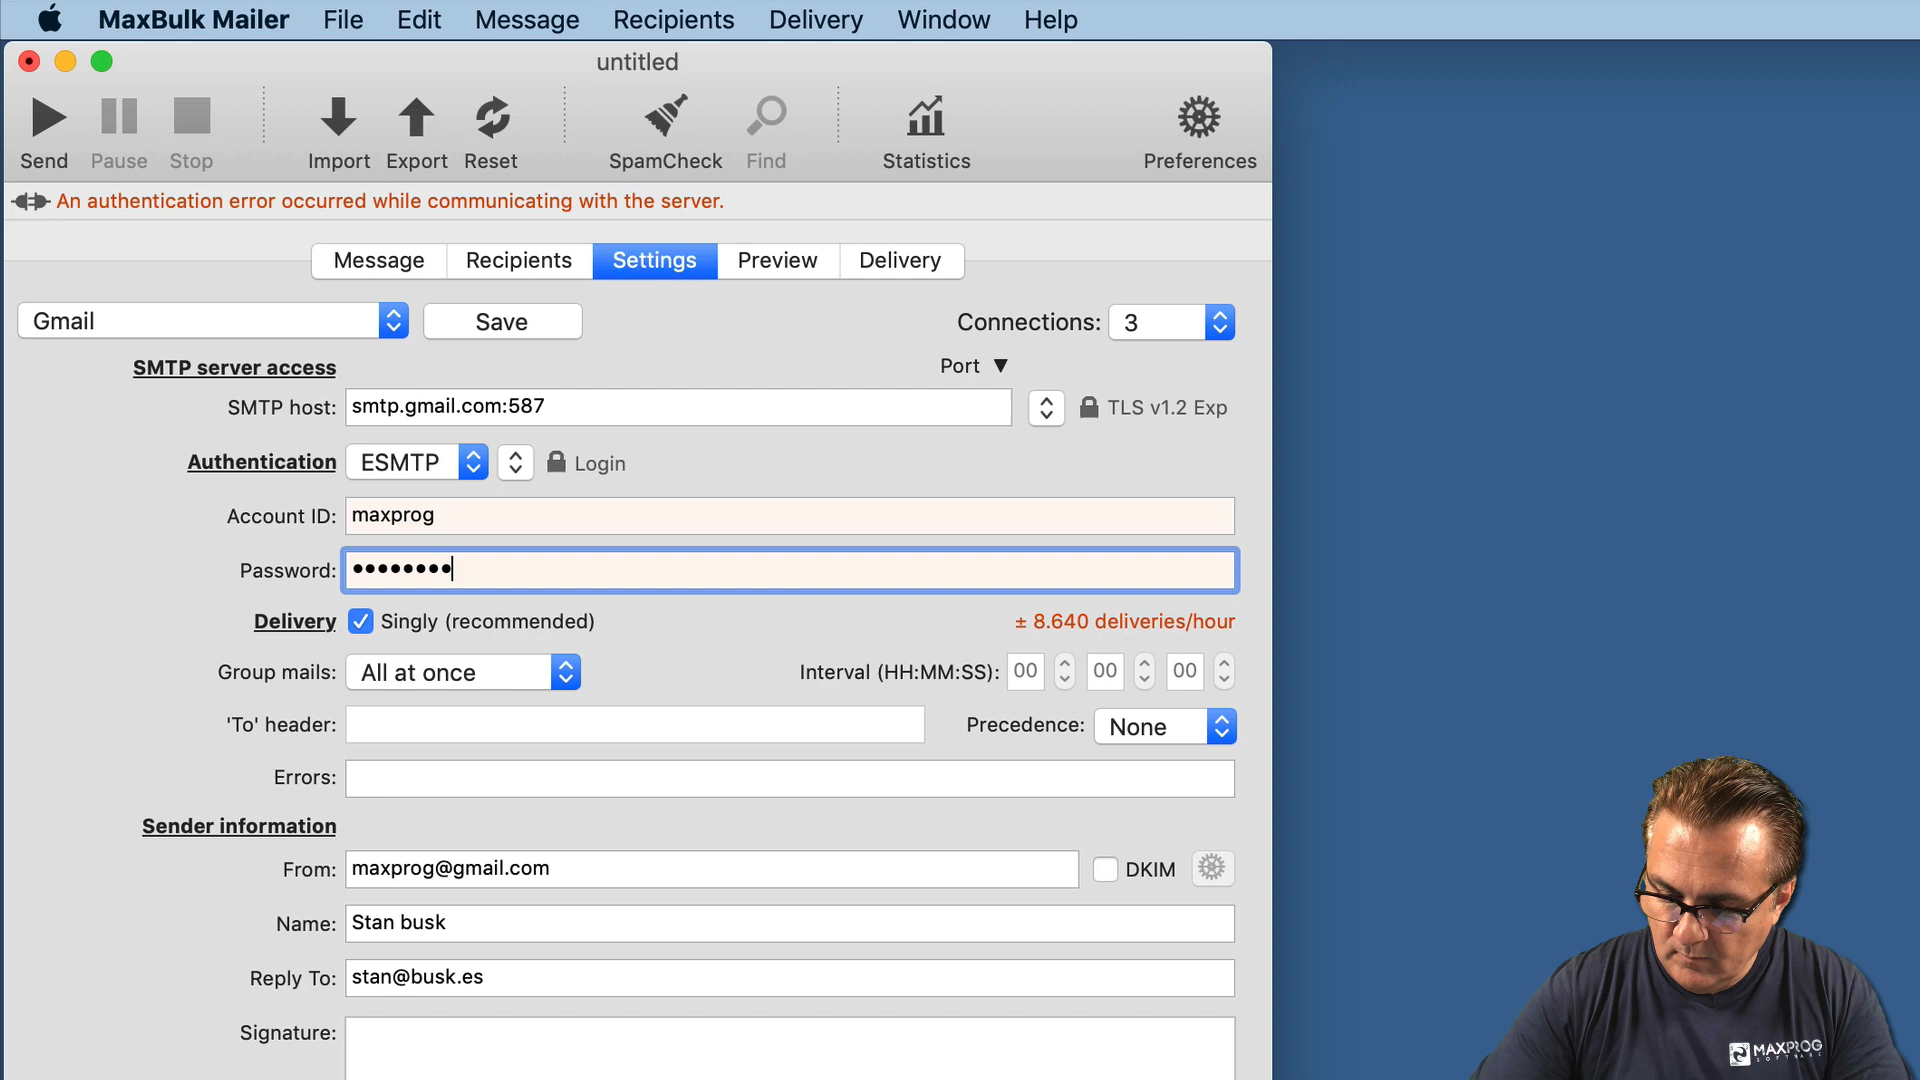 MaxBulk Mailer File Edit Message Recipients Delivery Window Help
untitled
Send Pause Stop Import Export Reset SpamCheck Find Statistics Preferences
An authentication error occurred while communicating with the server.
Message Recipients Settings Preview Delivery
Gmail Save Connections: 3
SMTP server access Port ▼
SMTP host: smtp.gmail.com:587 TLS v1.2 Exp
Authentication ESMTP Login
Account ID: maxprog
Password: ••••••••
Delivery Singly (recommended) ± 8.640 deliveries/hour
Group mails: All at once Interval (HH:MM:SS): 00 00 00
'To' header: Precedence: None
Errors:
Sender information
From: maxprog@gmail.com DKIM
Name: Stan busk
Reply To: stan@busk.es
Signature:
MAXPROG
SOFTWARE